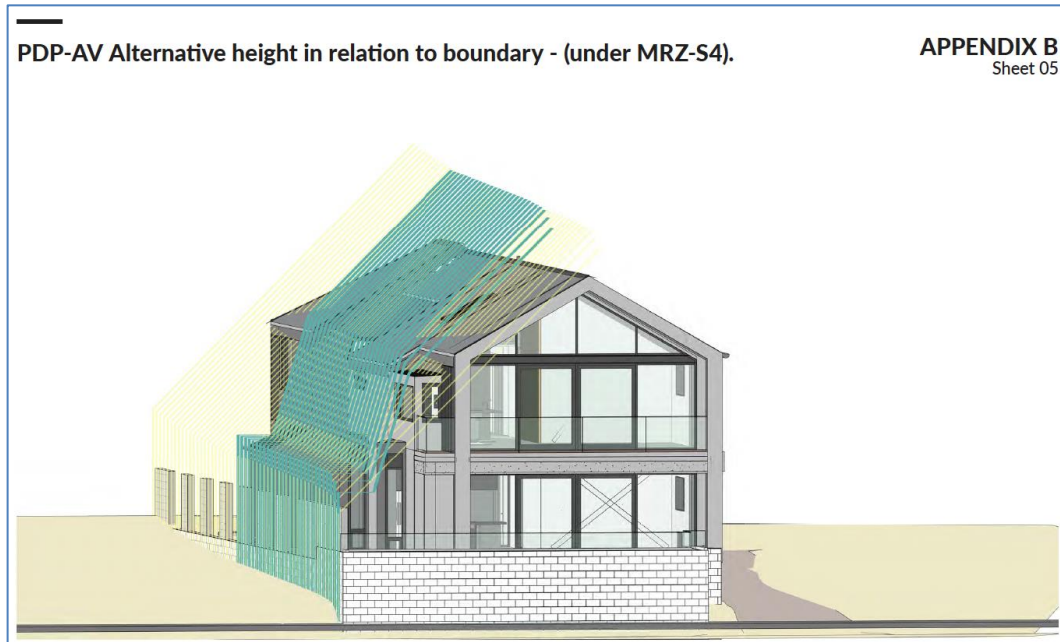 PDP-AV Alternative height in relation to boundary - (under MRZ-S4).
APPENDIX B
Sheet 05